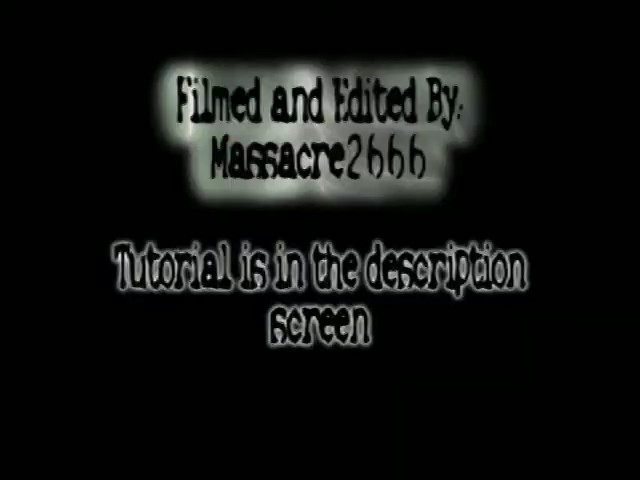 Filmed and Edited By:
Massacre2666
Tutorial is in the description
screen